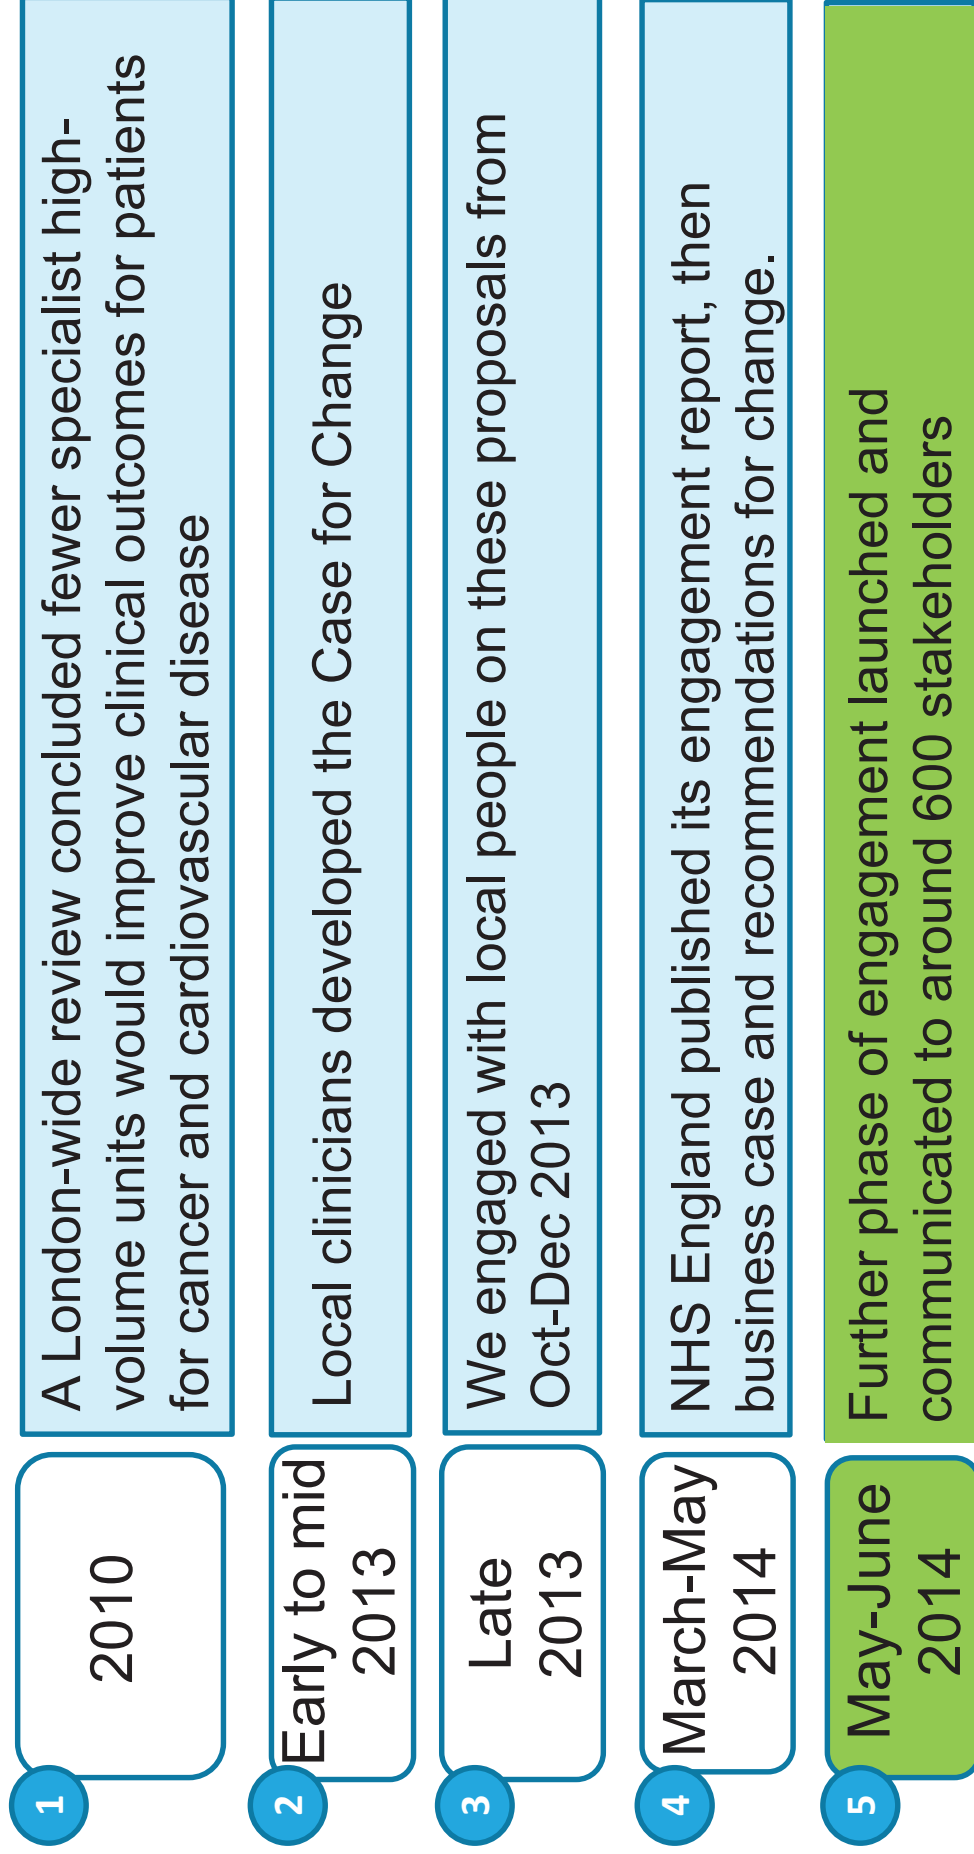 1
2010
A London-wide review concluded fewer specialist high-
volume units would improve clinical outcomes for patients
for cancer and cardiovascular disease
2
Early to mid
2013
Local clinicians developed the Case for Change
3
Late
2013
We engaged with local people on these proposals from
Oct-Dec 2013
4
March-May
2014
NHS England published its engagement report, then
business case and recommendations for change.
5
May-June
2014
Further phase of engagement launched and
communicated to around 600 stakeholders